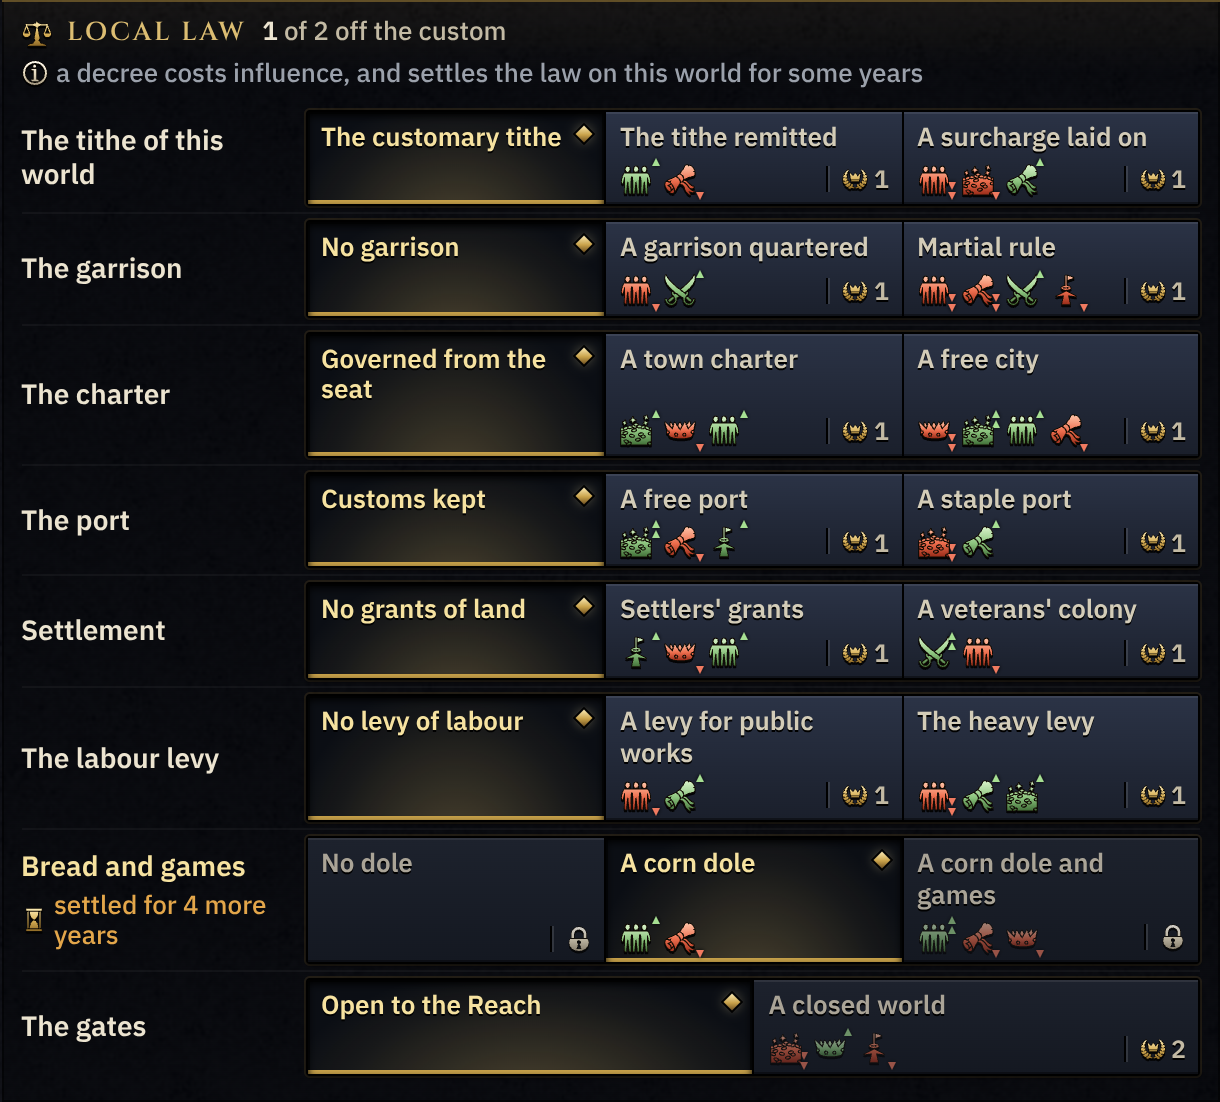 LOCAL LAW 1 of 2 off the custom
a decree costs influence, and settles the law on this world for some years
The tithe of this
world
The customary tithe
The tithe remitted
1
A surcharge laid on
1
The garrison
No garrison
A garrison quartered
1
Martial rule
1
The charter
Governed from the
seat
A town charter
1
A free city
1
The port
Customs kept
A free port
1
A staple port
1
Settlement
No grants of land
Settlers' grants
1
A veterans' colony
1
The labour levy
No levy of labour
A levy for public
works
1
The heavy levy
1
Bread and games
settled for 4 more
years
No dole
A corn dole
A corn dole and
games
The gates
Open to the Reach
A closed world
2